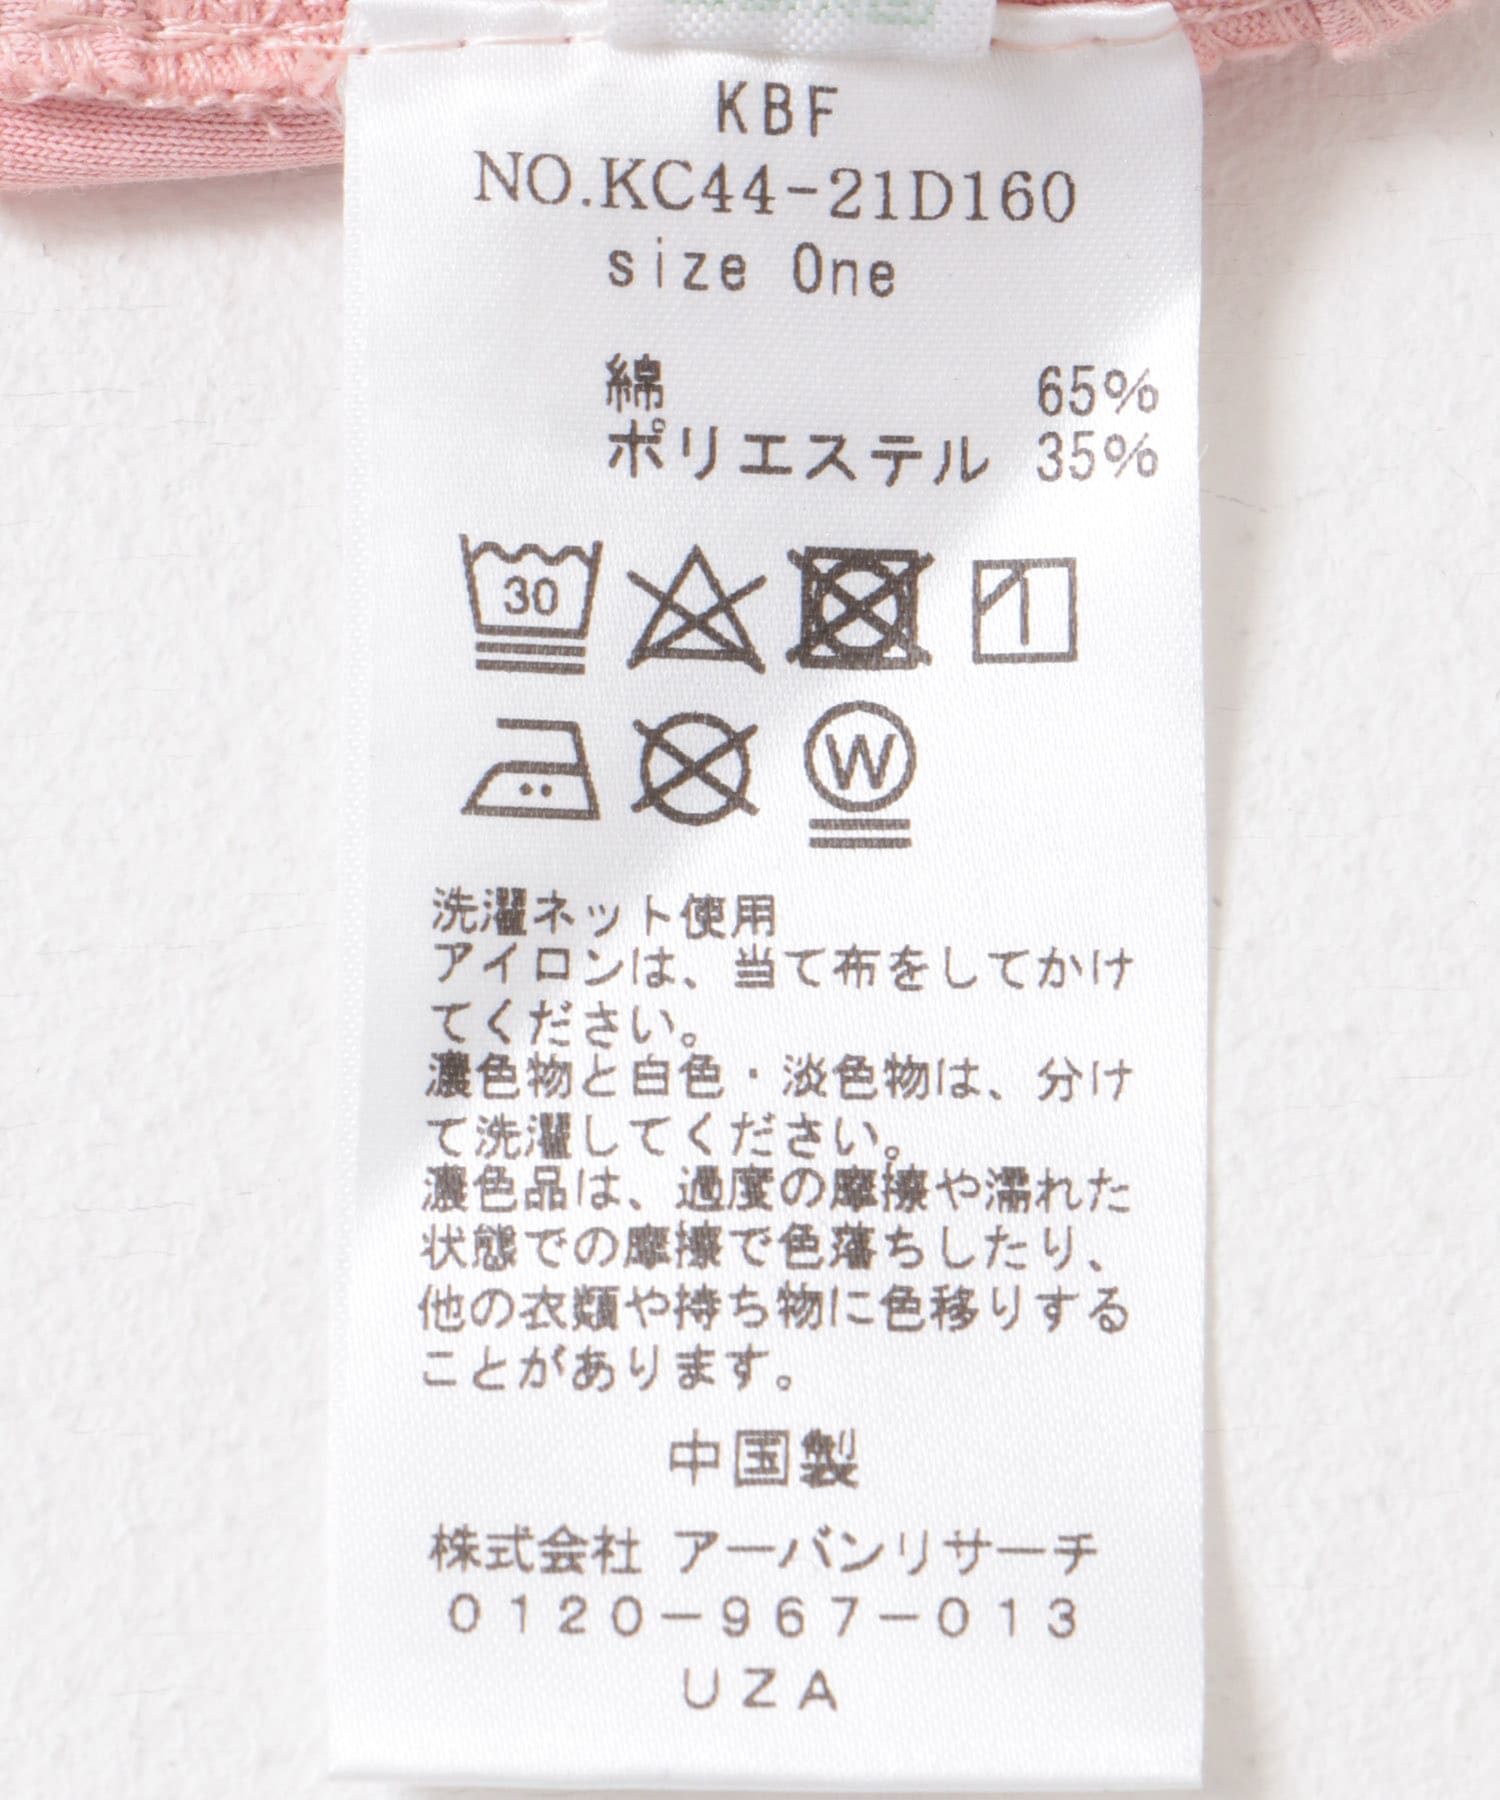 KBF
NO.KC44-21D160
size One
綿 65%
ポリエステル 35%
30
W
洗濯ネット使用
アイロンは、当て布をしてかけ
てください。
濃色物と白色・淡色物は、分け
て洗濯してください。
濃色品は、過度の摩擦や濡れた
状態での摩擦で色落ちしたり、
他の衣類や持ち物に色移りする
ことがあります。
中国製
株式会社 アーバンリサーチ
0120-967-013
UZA